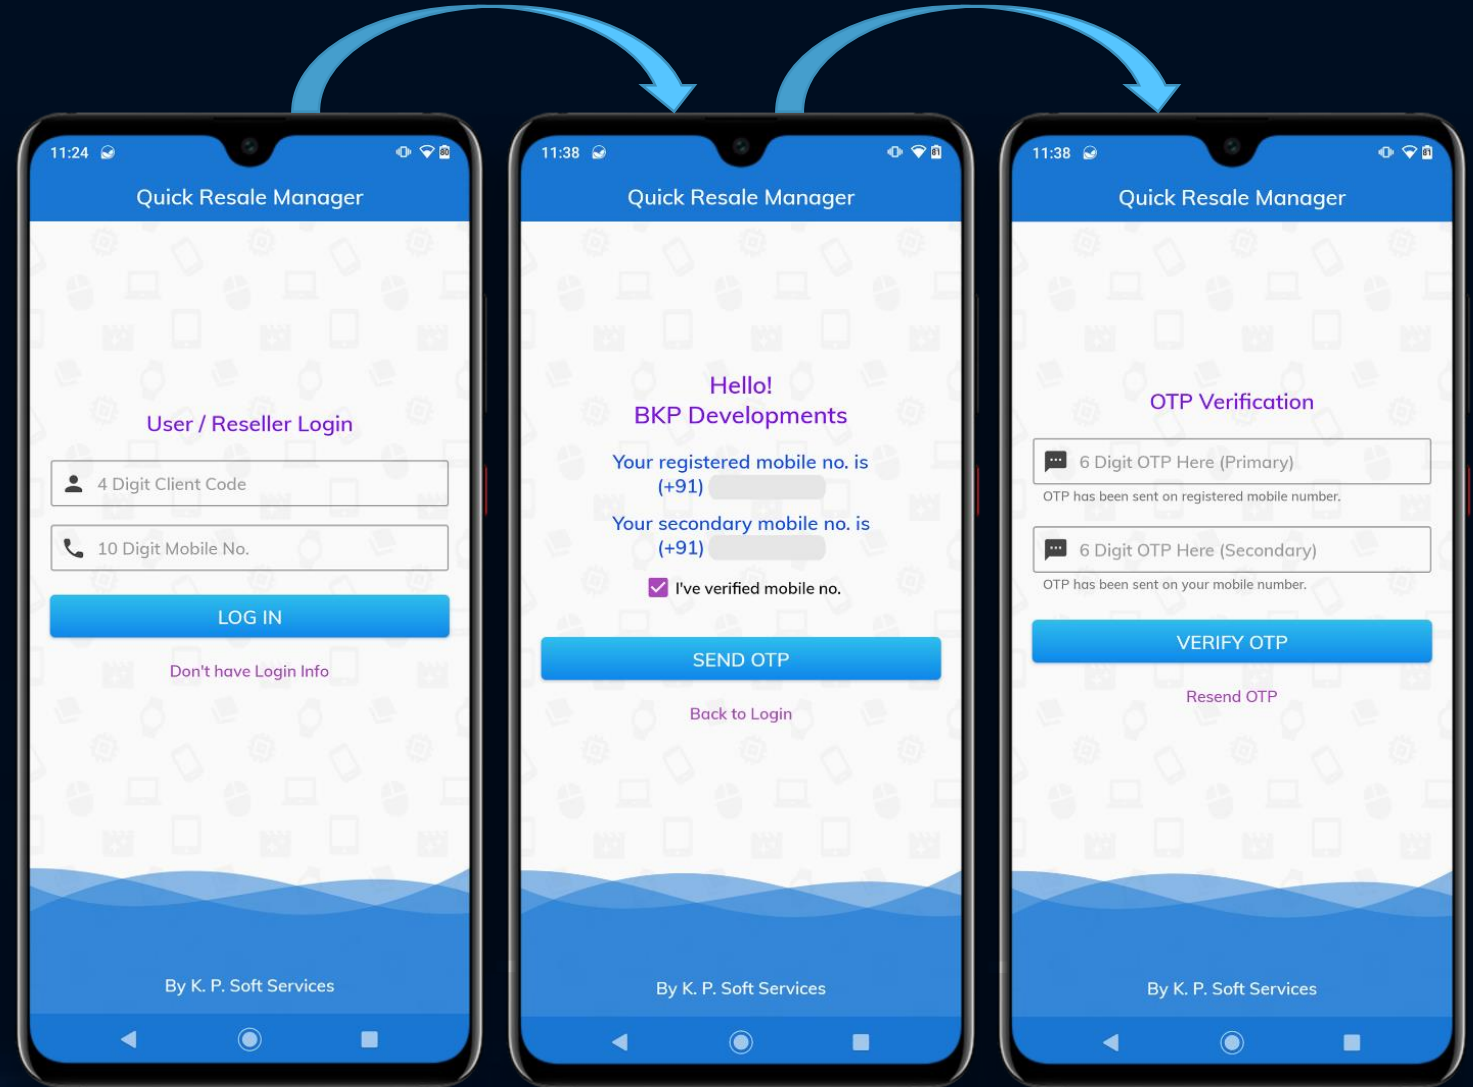 11:24
Quick Resale Manager
User / Reseller Login
4 Digit Client Code
10 Digit Mobile No.
LOG IN
Don't have Login Info
By K. P. Soft Services
11:38
Quick Resale Manager
Hello!
BKP Developments
Your registered mobile no. is
(+91)
Your secondary mobile no. is
(+91)
I've verified mobile no.
SEND OTP
Back to Login
By K. P. Soft Services
11:38
Quick Resale Manager
OTP Verification
6 Digit OTP Here (Primary)
OTP has been sent on registered mobile number.
6 Digit OTP Here (Secondary)
OTP has been sent on your mobile number.
VERIFY OTP
Resend OTP
By K. P. Soft Services